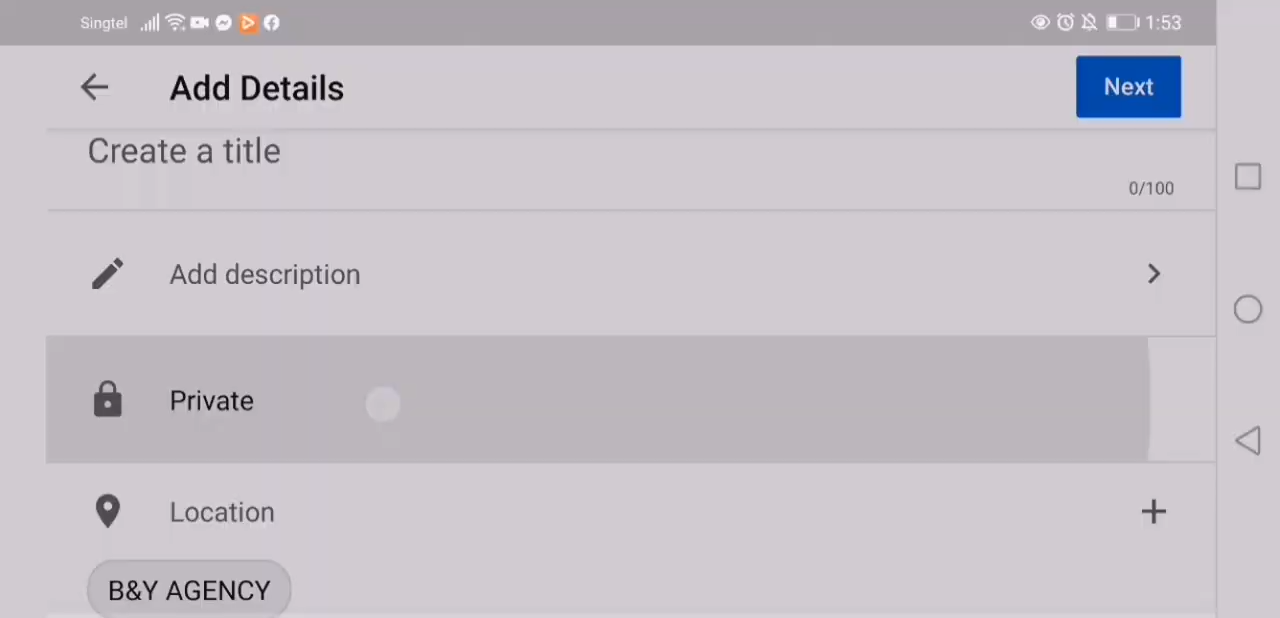 Singtel
1:53
Add Details
Next
Create a title
0/100
Add description
Private
Location
B&Y AGENCY